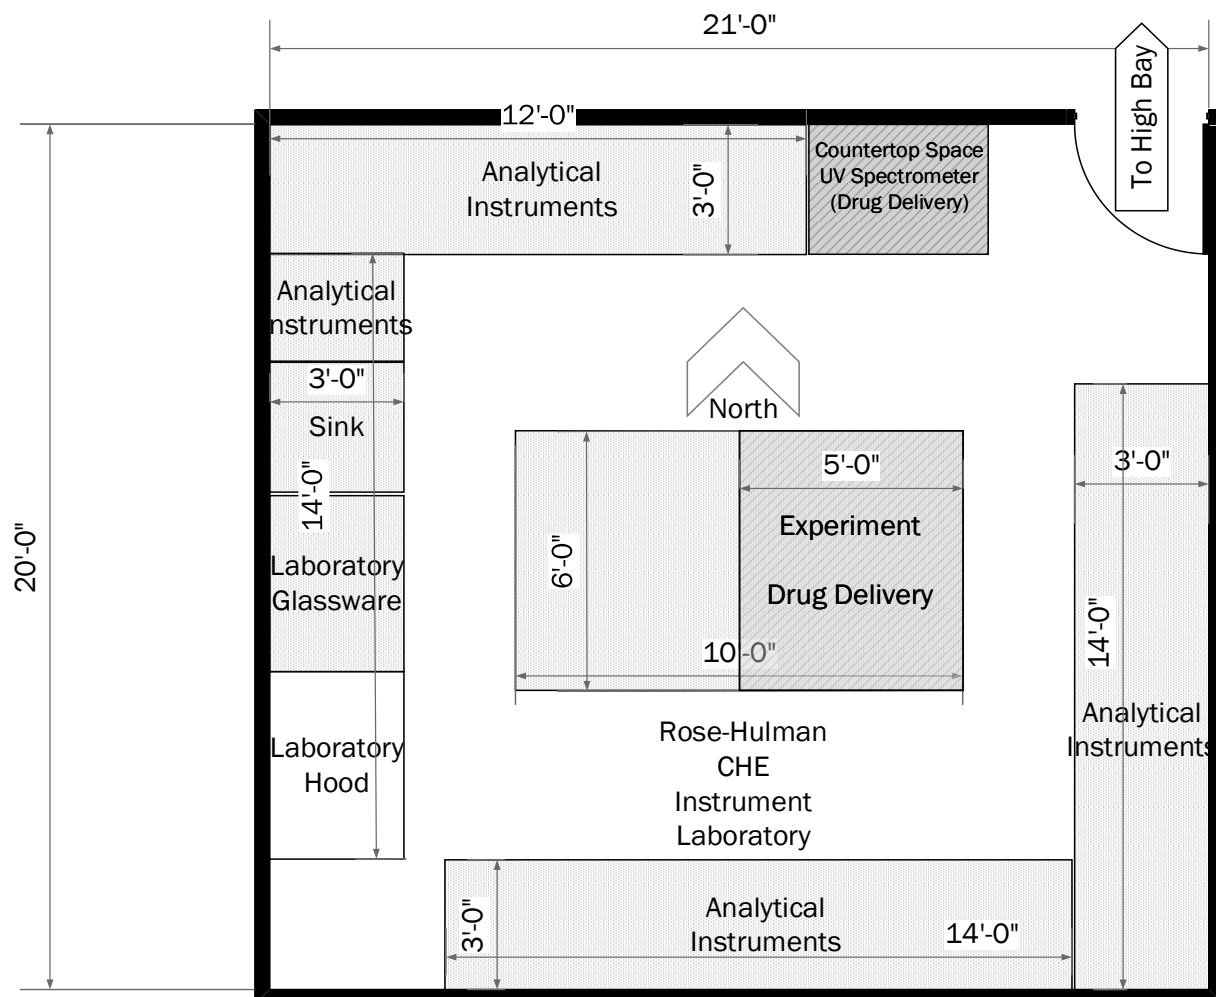 21'-0"
To High Bay
12'-0"
Analytical
Instruments
3'-0"
Countertop Space
UV Spectrometer
(Drug Delivery)
Analytical
Instruments
3'-0"
Sink
14'-0"
North
20'-0"
5'-0"
Experiment
Drug Delivery
6'-0"
10'-0"
3'-0"
14'-0"
Laboratory
Glassware
Analytical
Instruments
Laboratory
Hood
Rose-Hulman
CHE
Instrument
Laboratory
3'-0"
Analytical
Instruments
14'-0"